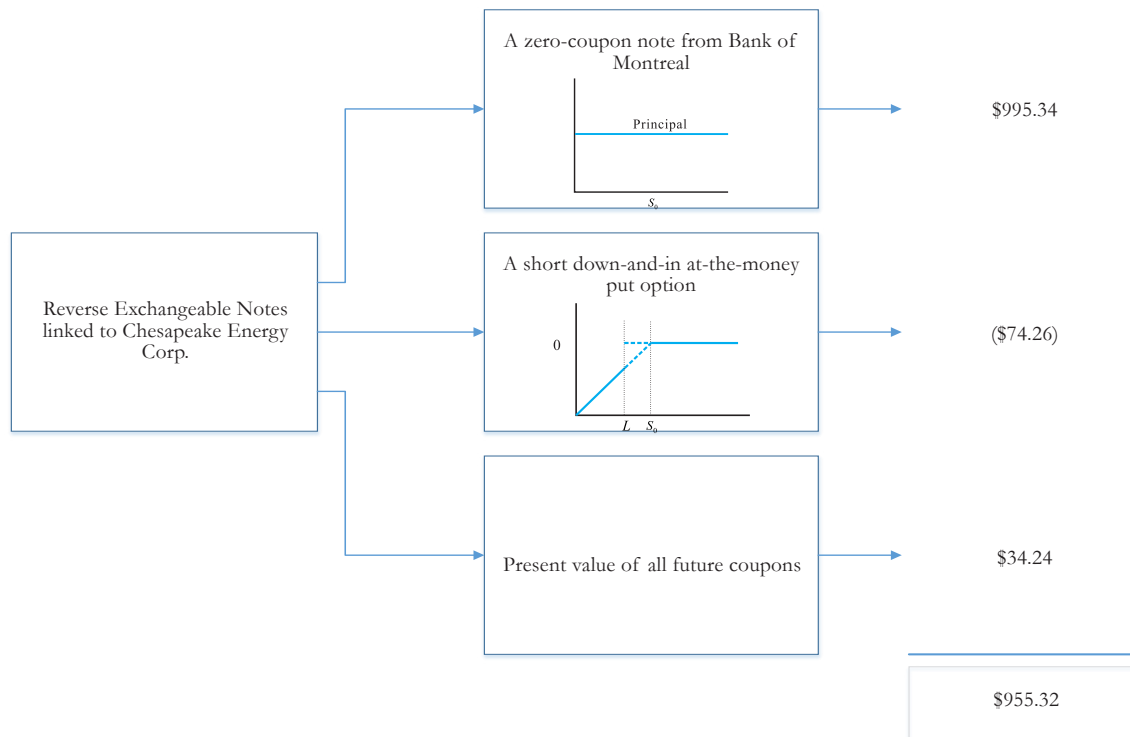 A zero-coupon note from Bank of
Montreal
Principal
S₀
$995.34
Reverse Exchangeable Notes
linked to Chesapeake Energy
Corp.
A short down-and-in at-the-money
put option
0
L S₀
($74.26)
Present value of all future coupons
$34.24
$955.32